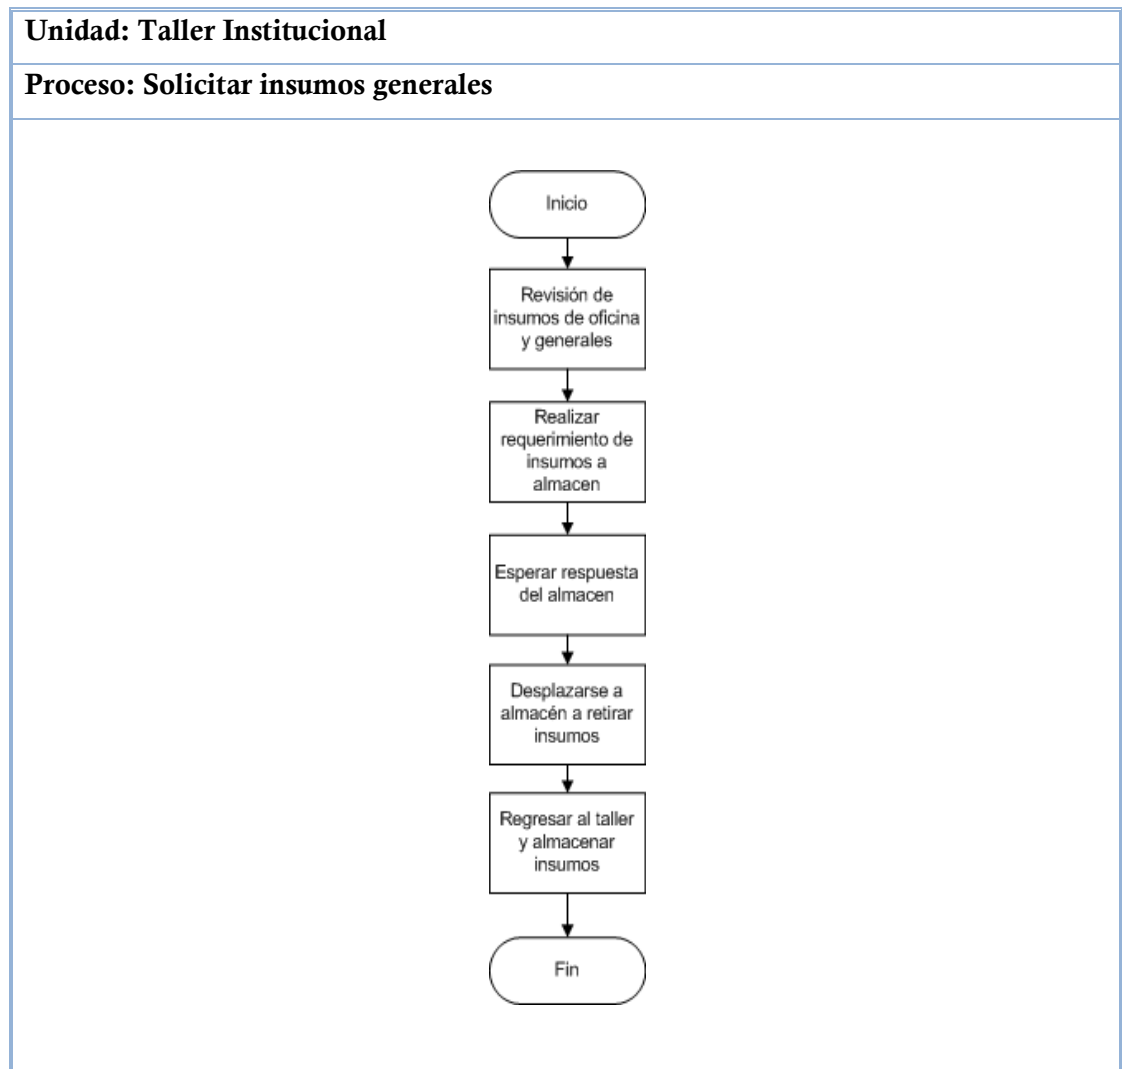 Unidad: Taller Institucional
Proceso: Solicitar insumos generales
Inicio
Revisión de
insumos de oficina
y generales
Realizar
requerimiento de
insumos a
almacen
Esperar respuesta
del almacen
Desplazarse a
almacén a retirar
insumos
Regresar al taller
y almacenar
insumos
Fin